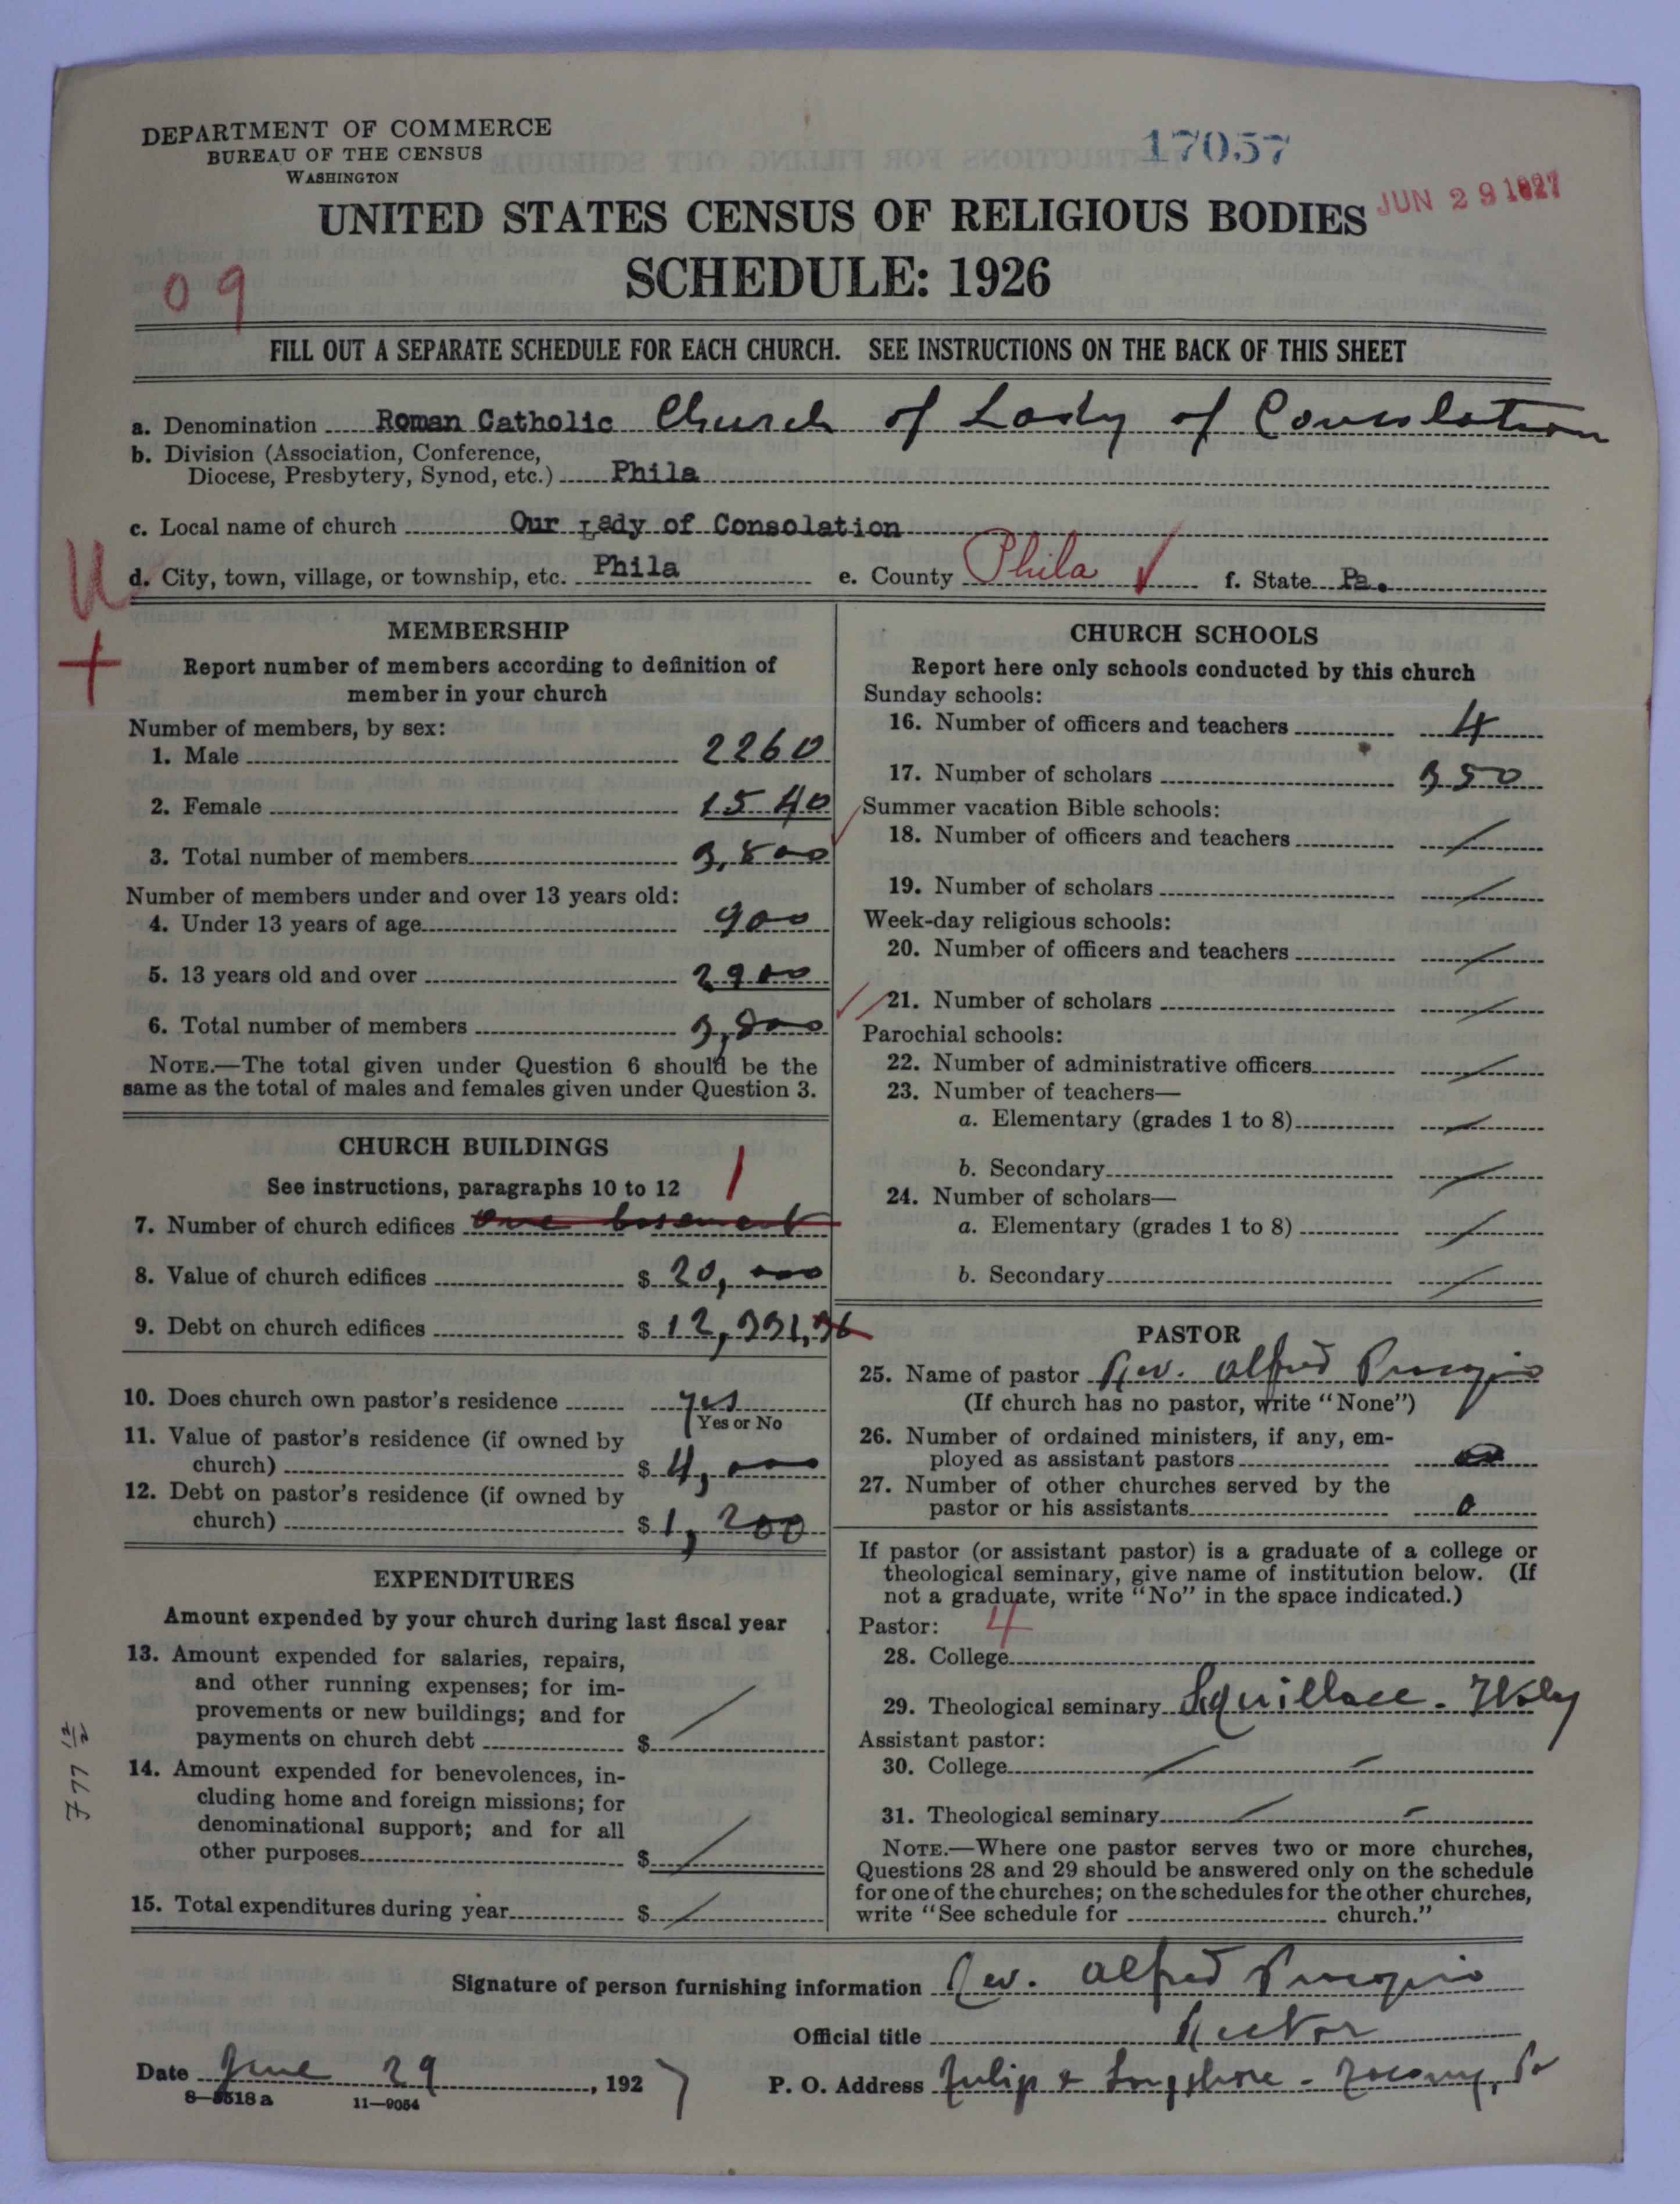 DEPARTMENT OF COMMERCE
BUREAU OF THE CENSUS
WASHINGTON
17057
JUN 29 1927
UNITED STATES CENSUS OF RELIGIOUS BODIES
SCHEDULE: 1926
09
FILL OUT A SEPARATE SCHEDULE FOR EACH CHURCH. SEE INSTRUCTIONS ON THE BACK OF THIS SHEET
a. Denomination Roman Catholic Church of Lady of Consolation
b. Division (Association, Conference,
Diocese, Presbytery, Synod, etc.) Phila
c. Local name of church Our Lady of Consolation
d. City, town, village, or township, etc. Phila e. County Phila ✓ f. State Pa.
U
+
MEMBERSHIP
Report number of members according to definition of
member in your church
Number of members, by sex:
1. Male 2260
2. Female 1540
3. Total number of members 3,800
Number of members under and over 13 years old:
4. Under 13 years of age 900
5. 13 years old and over 2900
6. Total number of members 3,800
NOTE.—The total given under Question 6 should be the
same as the total of males and females given under Question 3.
CHURCH BUILDINGS
See instructions, paragraphs 10 to 12 1
7. Number of church edifices one basement
8. Value of church edifices $ 20,000
9. Debt on church edifices $ 12,331,36
10. Does church own pastor's residence yes
Yes or No
11. Value of pastor's residence (if owned by
church) $ 4,000
12. Debt on pastor's residence (if owned by
church) $ 1,200
EXPENDITURES
Amount expended by your church during last fiscal year
13. Amount expended for salaries, repairs,
and other running expenses; for im-
provements or new buildings; and for
payments on church debt $ /
14. Amount expended for benevolences, in-
cluding home and foreign missions; for
denominational support; and for all
other purposes $ /
15. Total expenditures during year $ /
CHURCH SCHOOLS
Report here only schools conducted by this church
Sunday schools:
16. Number of officers and teachers 4
17. Number of scholars 350
Summer vacation Bible schools:
18. Number of officers and teachers /
19. Number of scholars /
Week-day religious schools:
20. Number of officers and teachers /
21. Number of scholars /
Parochial schools:
22. Number of administrative officers /
23. Number of teachers—
a. Elementary (grades 1 to 8) /
b. Secondary /
24. Number of scholars—
a. Elementary (grades 1 to 8) /
b. Secondary /
PASTOR
25. Name of pastor Rev. Alfred Procopio
(If church has no pastor, write "None")
26. Number of ordained ministers, if any, em-
ployed as assistant pastors
27. Number of other churches served by the
pastor or his assistants 0
If pastor (or assistant pastor) is a graduate of a college or
theological seminary, give name of institution below. (If
not a graduate, write "No" in the space indicated.)
Pastor: 4
28. College
29. Theological seminary Squillace - Italy
Assistant pastor:
30. College / -
31. Theological seminary / -
NOTE.—Where one pastor serves two or more churches,
Questions 28 and 29 should be answered only on the schedule
for one of the churches; on the schedules for the other churches,
write "See schedule for church."
Signature of person furnishing information Rev. Alfred Procopio
Official title Rector
Date June 29, 1927 P. O. Address Tulip & Longshore - Tacony, Pa
8—5518 a 11—9054